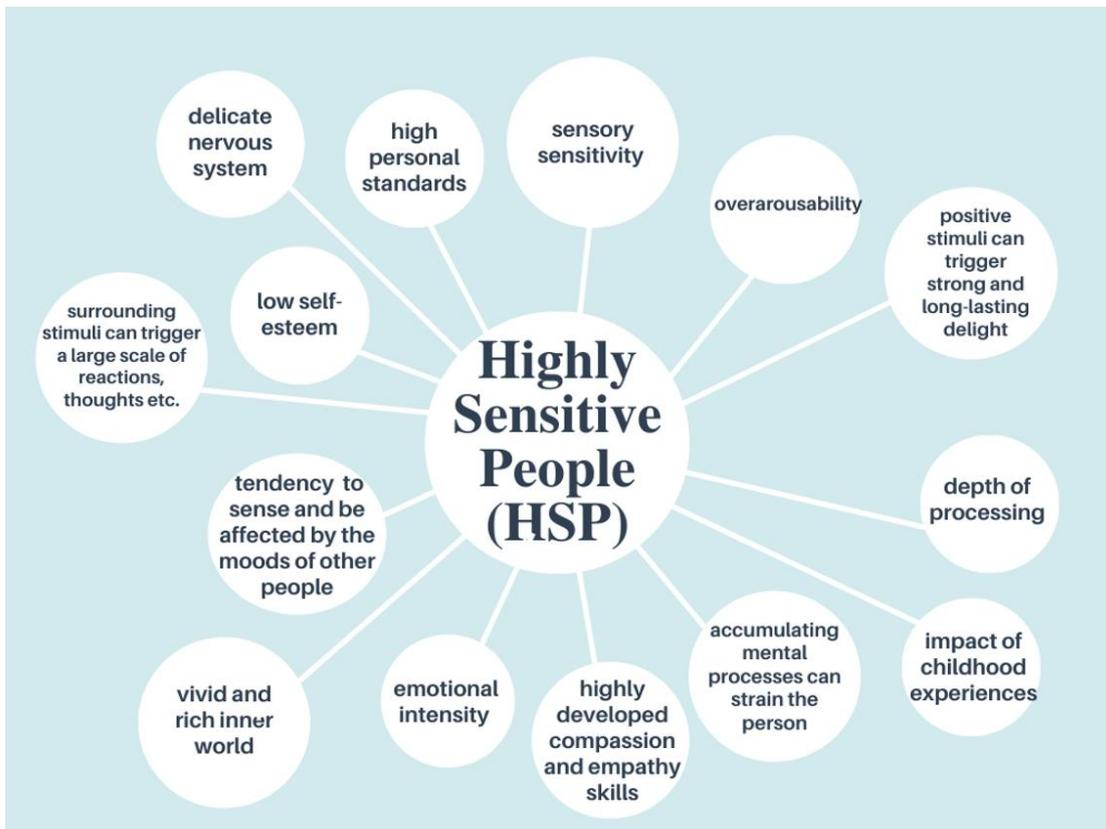 delicate
nervous
system
high
personal
standards
sensory
sensitivity
overarousability
positive
stimuli can
trigger
strong and
long-lasting
delight
low self-
esteem
surrounding
stimuli can trigger
a large scale of
reactions,
thoughts etc.
Highly
Sensitive
People
(HSP)
tendency to
sense and be
affected by the
moods of other
people
depth of
processing
vivid and
rich inner
world
emotional
intensity
highly
developed
compassion
and empathy
skills
accumulating
mental
processes can
strain the
person
impact of
childhood
experiences